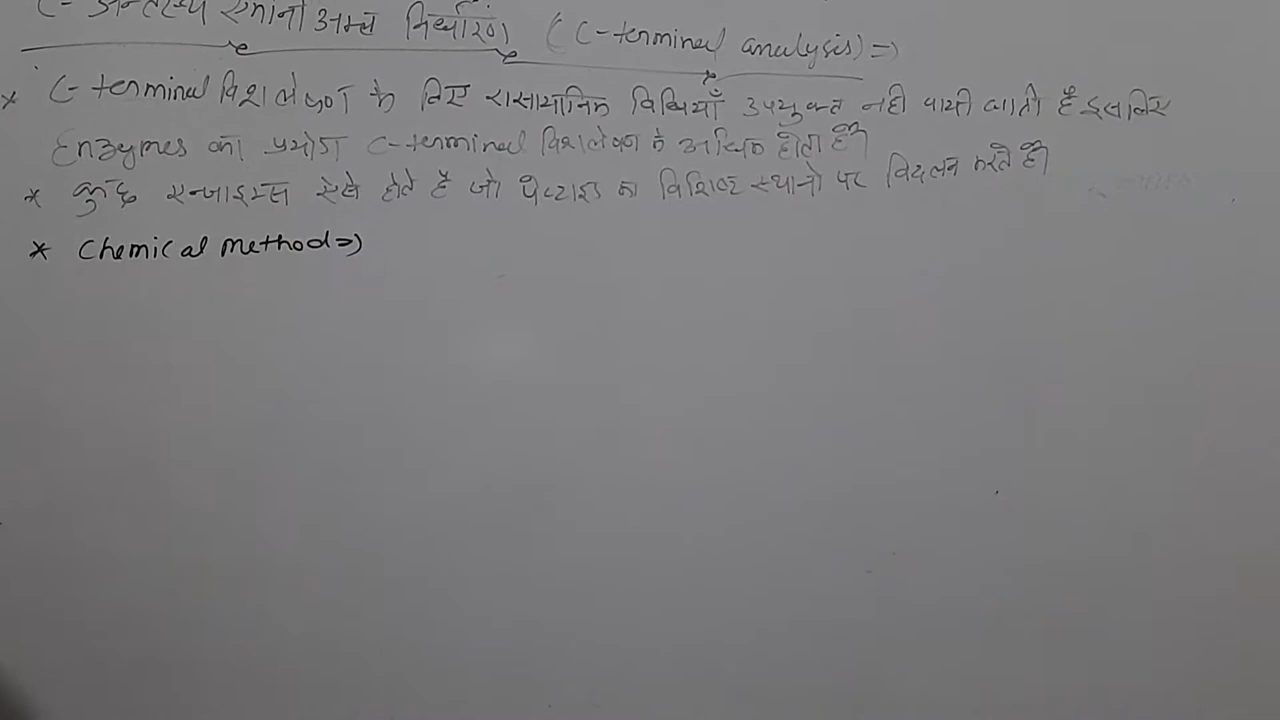 C- अन्तस्थ एमीनो अम्ल निर्धारण (C-terminal analysis) =>
* C-terminal विश्लेषण के लिए रासायनिक विधियाँ उपयुक्त नही पायी जाती हैं इसलिए
Enzymes का प्रयोग C-terminal विश्लेषण में अधिक होता है।
* कुछ एन्जाइम्स ऐसे होते हैं जो पेप्टाइड का विशिष्ट स्थानो पर विदलन करते हैं।
* Chemical method =>